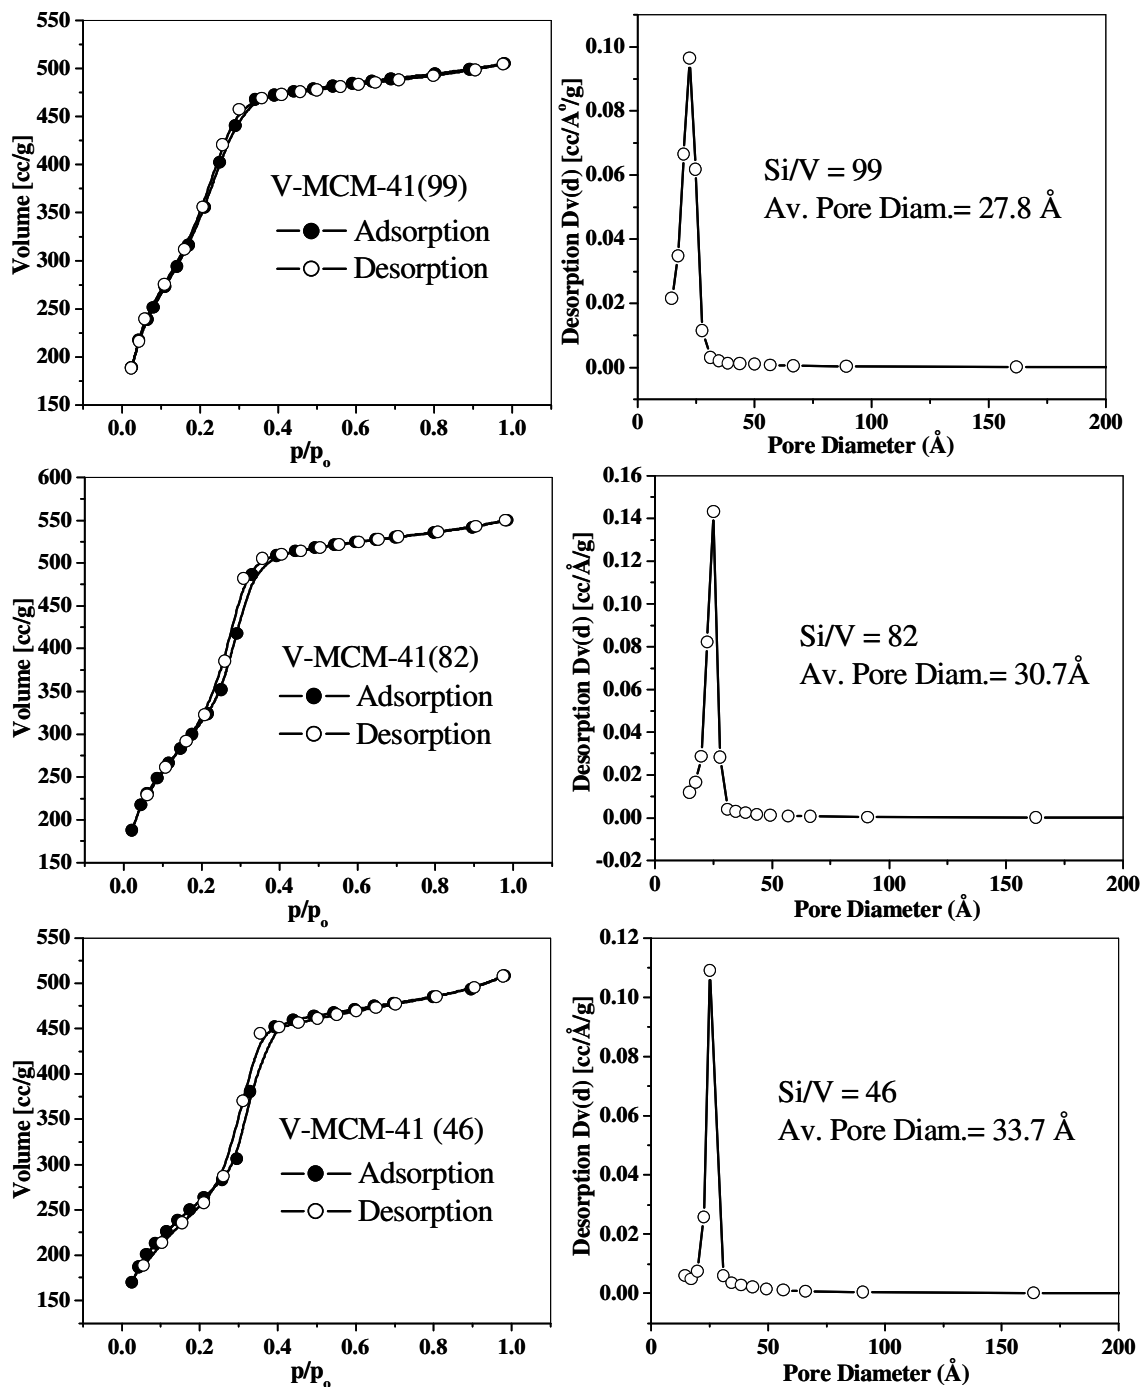 550
500
450
400
350
300
250
200
150
Volume [cc/g]
V-MCM-41(99)
Adsorption
Desorption
0.0 0.2 0.4 0.6 0.8 1.0
p/po
0.10
0.08
0.06
0.04
0.02
0.00
Desorption Dv(d) [cc/A°/g]
Si/V = 99
Av. Pore Diam.= 27.8 Å
0 50 100 150 200
Pore Diameter (Å)
600
550
500
450
400
350
300
250
200
150
Volume [cc/g]
V-MCM-41(82)
Adsorption
Desorption
0.0 0.2 0.4 0.6 0.8 1.0
p/po
0.16
0.14
0.12
0.10
0.08
0.06
0.04
0.02
0.00
-0.02
Desorption Dv(d) [cc/Å/g]
Si/V = 82
Av. Pore Diam.= 30.7Å
0 50 100 150 200
Pore Diameter (Å)
550
500
450
400
350
300
250
200
150
Volume [cc/g]
V-MCM-41 (46)
Adsorption
Desorption
0.0 0.2 0.4 0.6 0.8 1.0
p/po
0.12
0.10
0.08
0.06
0.04
0.02
0.00
Desorption Dv(d) [cc/Å/g]
Si/V = 46
Av. Pore Diam.= 33.7 Å
0 50 100 150 200
Pore Diameter (Å)